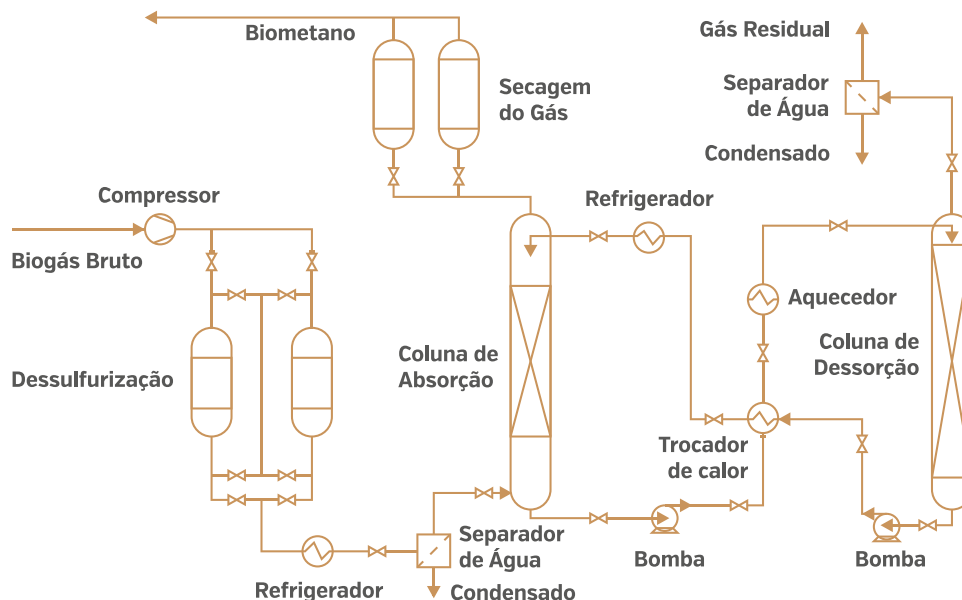 Biometano
Secagem
do Gás
Gás Residual
Separador
de Água
Condensado
Compressor
Biogás Bruto
Refrigerador
Aquecedor
Dessulfurização
Coluna de
Absorção
Coluna de
Dessorção
Trocador
de calor
Separador
de Água
Bomba
Bomba
Refrigerador
Condensado